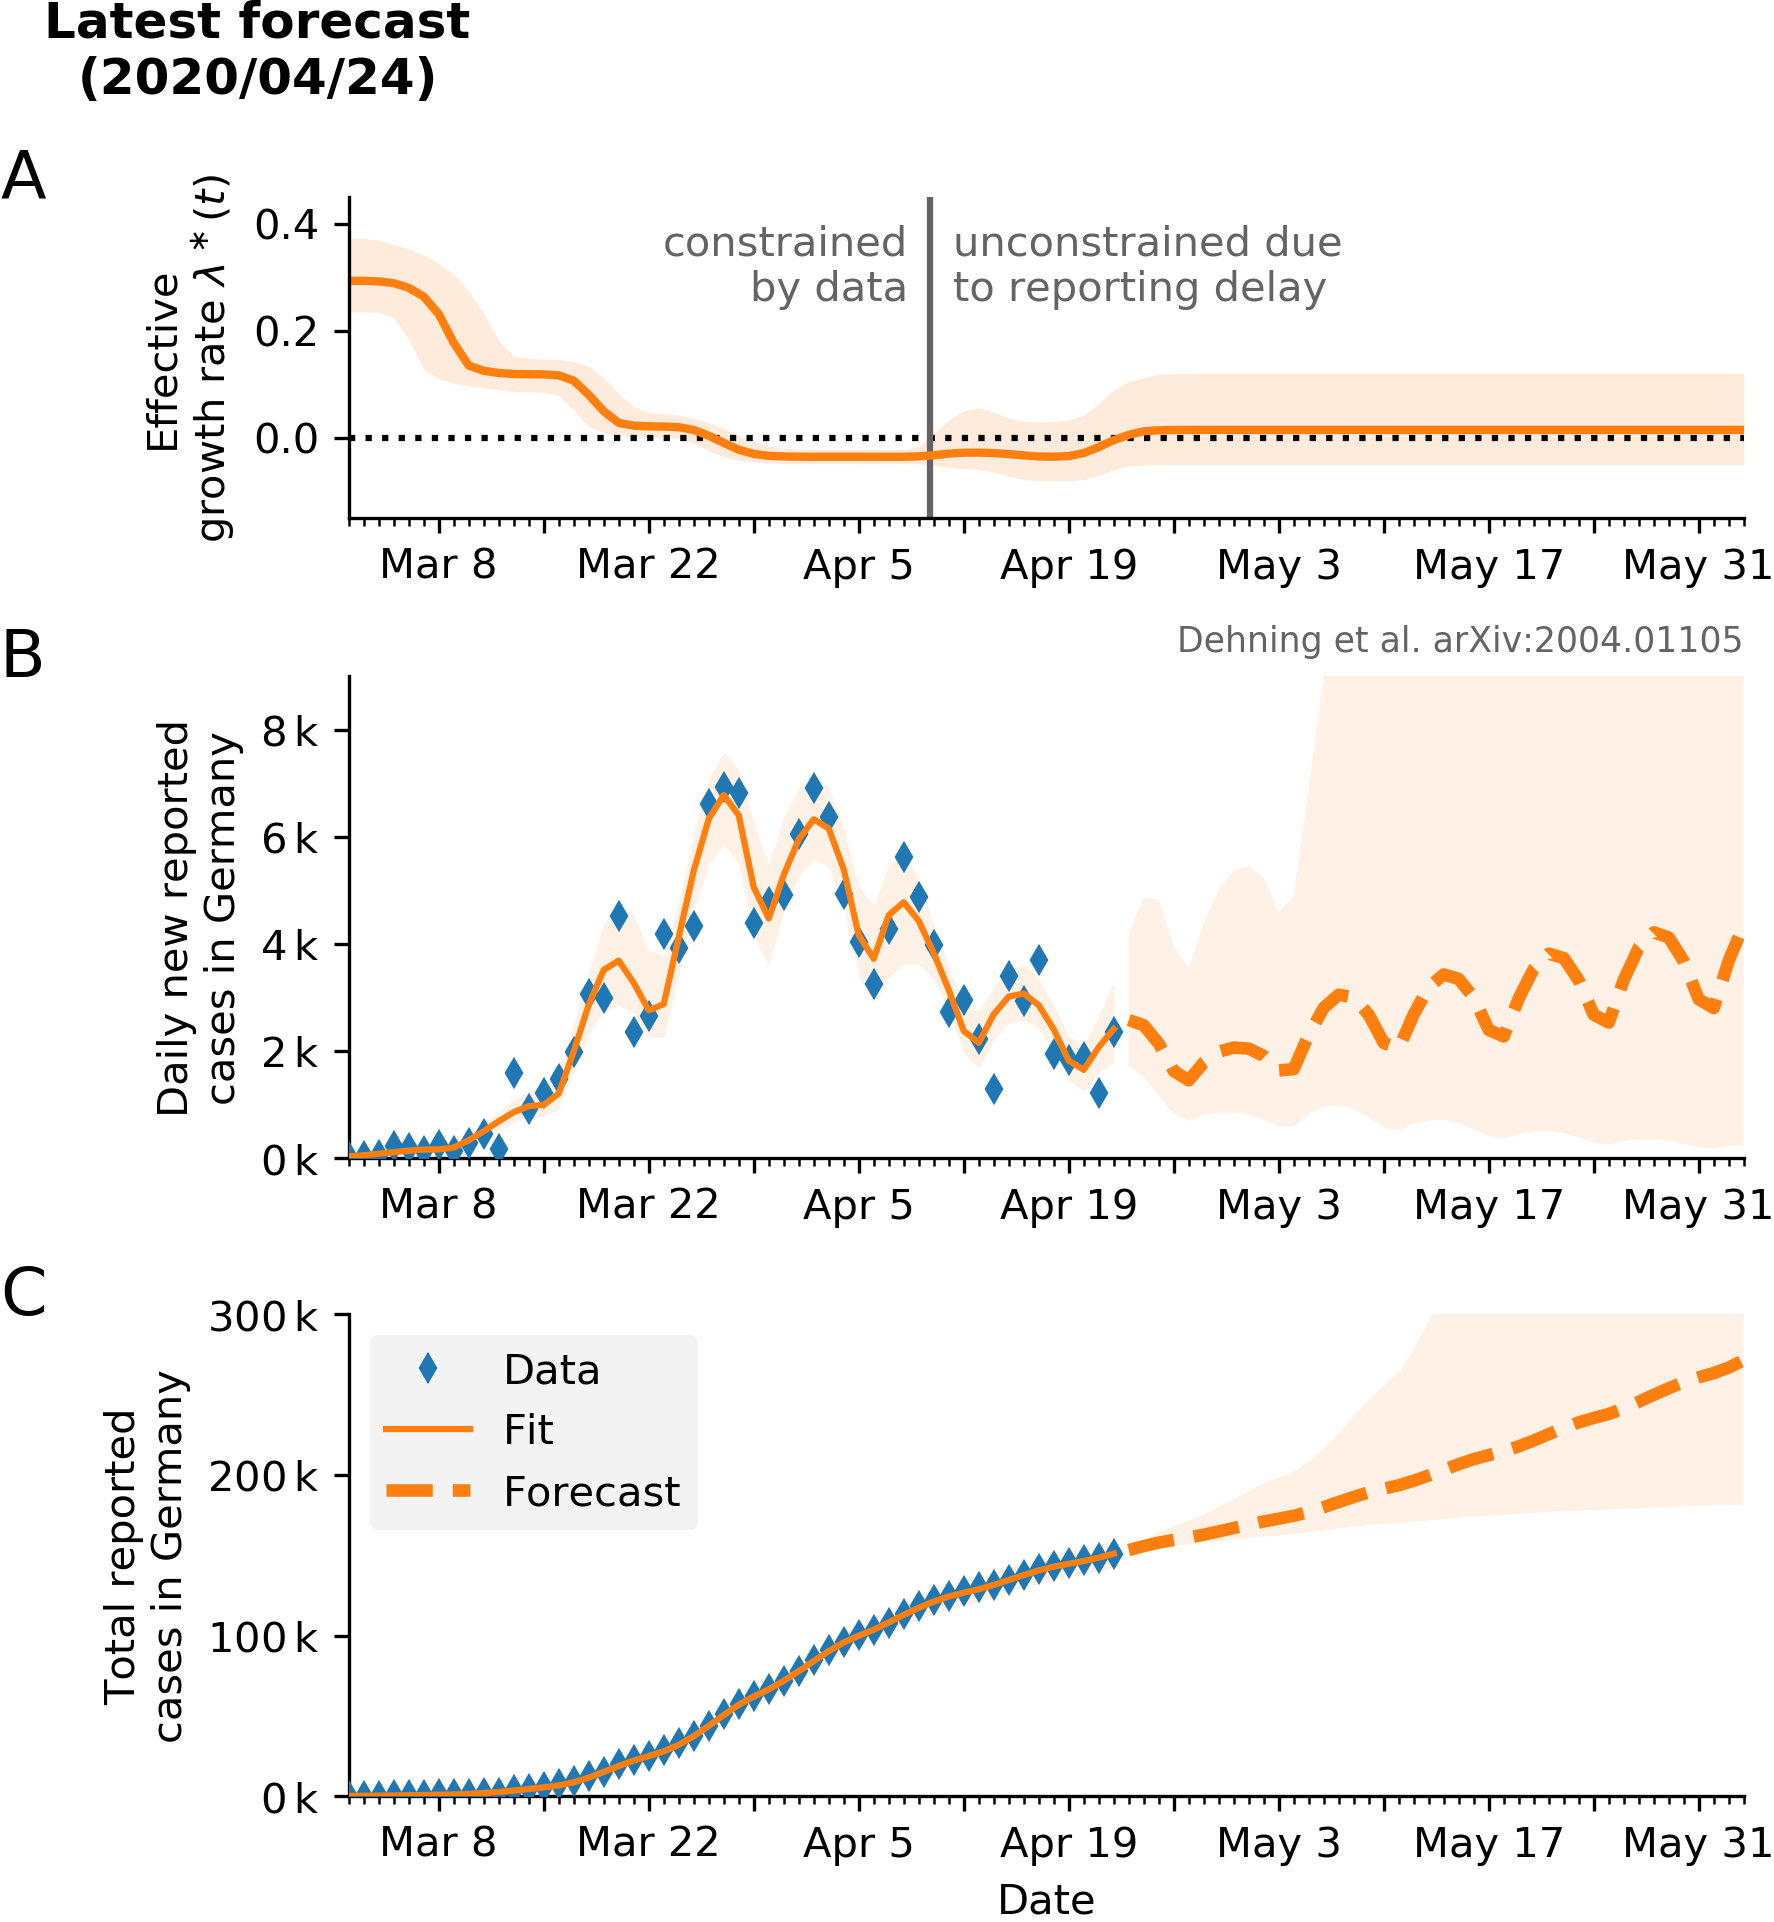 Latest forecast
(2020/04/24)
A
Effective
growth rate λ * (t)
0.4
0.2
0.0
constrained
by data
unconstrained due
to reporting delay
Mar 8
Mar 22
Apr 5
Apr 19
May 3
May 17
May 31
B
Dehning et al. arXiv:2004.01105
Daily new reported
cases in Germany
8 k
6 k
4 k
2 k
0 k
Mar 8
Mar 22
Apr 5
Apr 19
May 3
May 17
May 31
C
Total reported
cases in Germany
300 k
200 k
100 k
0 k
Data
Fit
Forecast
Mar 8
Mar 22
Apr 5
Apr 19
May 3
May 17
May 31
Date